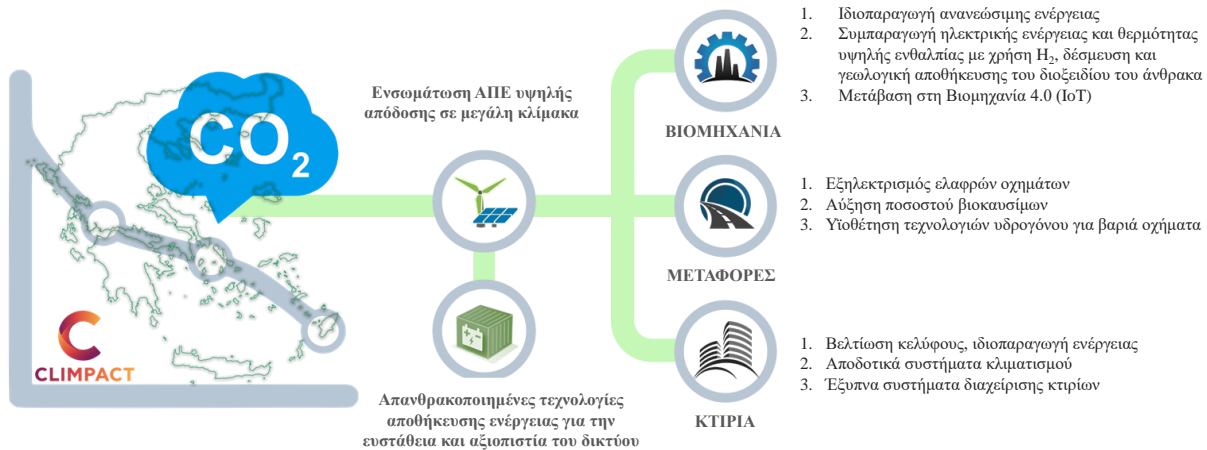 CO2
CLIMPACT
Ενσωμάτωση ΑΠΕ υψηλής
απόδοσης σε μεγάλη κλίμακα
Απανθρακοποιημένες τεχνολογίες
αποθήκευσης ενέργειας για την
ευστάθεια και αξιοπιστία του δικτύου
ΒΙΟΜΗΧΑΝΙΑ
1. Ιδιοπαραγωγή ανανεώσιμης ενέργειας
2. Συμπαραγωγή ηλεκτρικής ενέργειας και θερμότητας
υψηλής ενθαλπίας με χρήση H2, δέσμευση και
γεωλογική αποθήκευσης του διοξειδίου του άνθρακα
3. Μετάβαση στη Βιομηχανία 4.0 (IoT)
ΜΕΤΑΦΟΡΕΣ
1. Εξηλεκτρισμός ελαφρών οχημάτων
2. Αύξηση ποσοστού βιοκαυσίμων
3. Υϊοθέτηση τεχνολογιών υδρογόνου για βαριά οχήματα
ΚΤΙΡΙΑ
1. Βελτίωση κελύφους, ιδιοπαραγωγή ενέργειας
2. Αποδοτικά συστήματα κλιματισμού
3. Έξυπνα συστήματα διαχείρισης κτιρίων